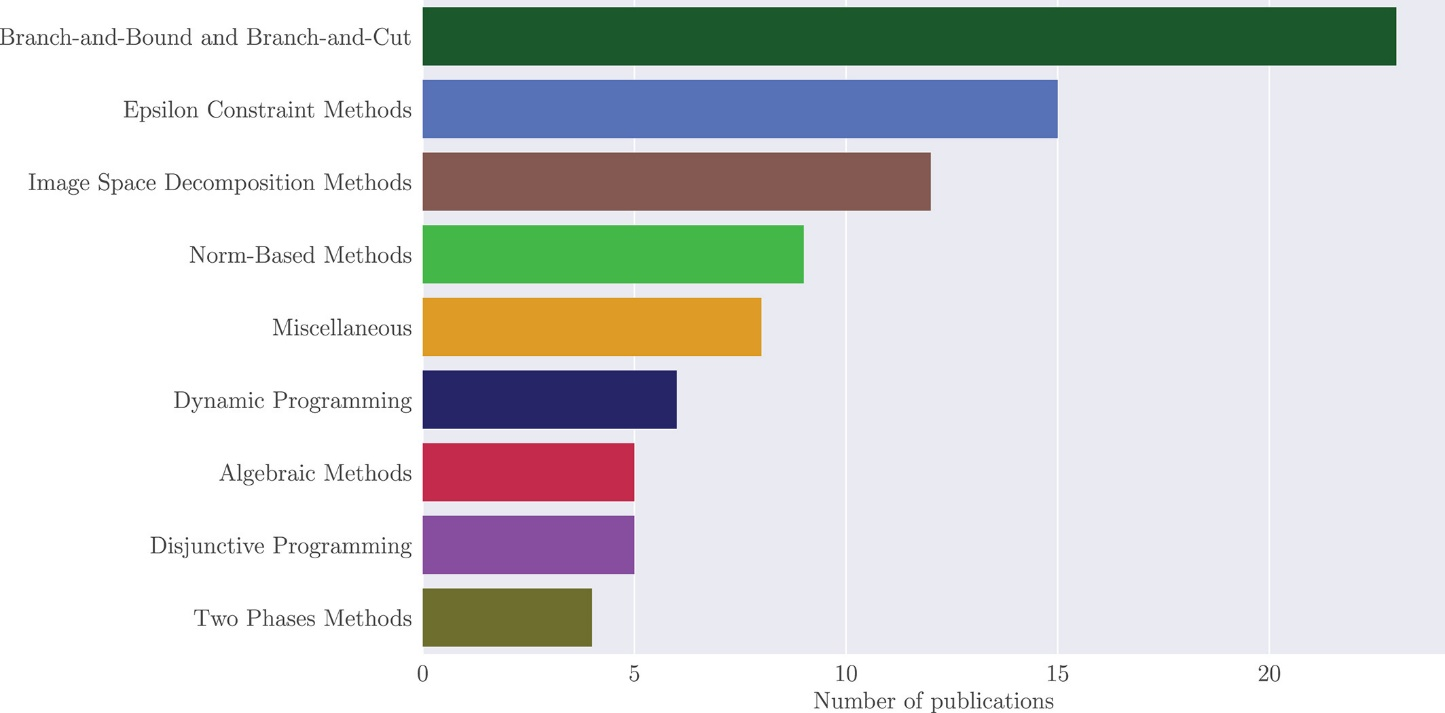 Branch-and-Bound and Branch-and-Cut
Epsilon Constraint Methods
Image Space Decomposition Methods
Norm-Based Methods
Miscellaneous
Dynamic Programming
Algebraic Methods
Disjunctive Programming
Two Phases Methods
0 5 10 15 20
Number of publications